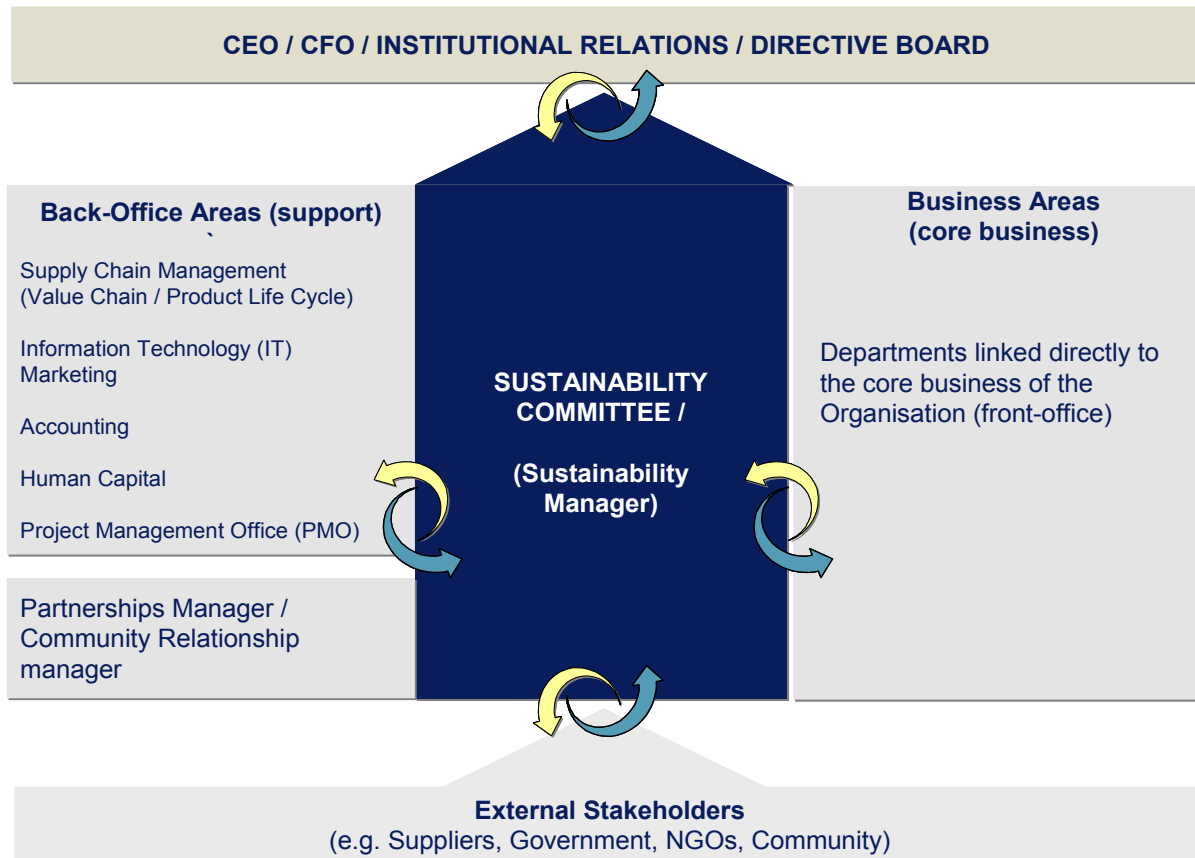 CEO / CFO / INSTITUTIONAL RELATIONS / DIRECTIVE BOARD
Back-Office Areas (support)
`
Supply Chain Management
(Value Chain / Product Life Cycle)
Information Technology (IT)
Marketing
Accounting
Human Capital
Project Management Office (PMO)
Partnerships Manager /
Community Relationship
manager
SUSTAINABILITY
COMMITTEE /
(Sustainability
Manager)
Business Areas
(core business)
Departments linked directly to
the core business of the
Organisation (front-office)
External Stakeholders
(e.g. Suppliers, Government, NGOs, Community)